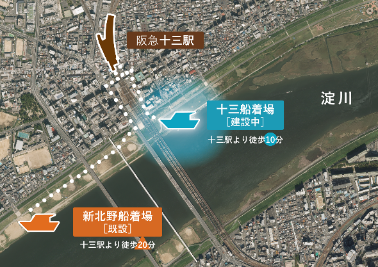 阪急十三駅
十三船着場
[建設中]
十三駅より徒歩10分
淀川
新北野船着場
[既設]
十三駅より徒歩20分